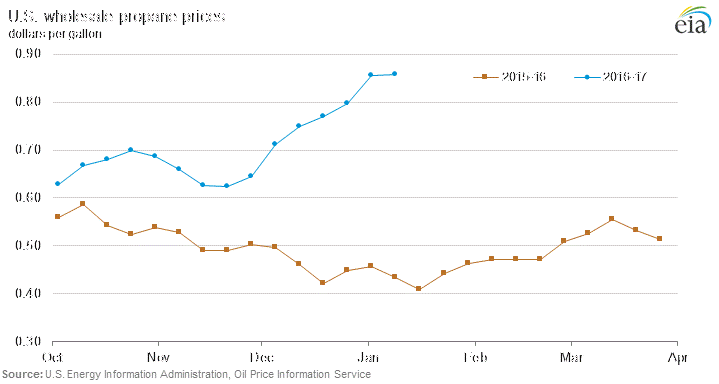 U.S. wholesale propane prices
dollars per gallon
eia
0.90
2015-16
2016-17
0.80
0.70
0.60
0.50
0.40
0.30
Oct
Nov
Dec
Jan
Feb
Mar
Apr
Source: U.S. Energy Information Administration, Oil Price Information Service